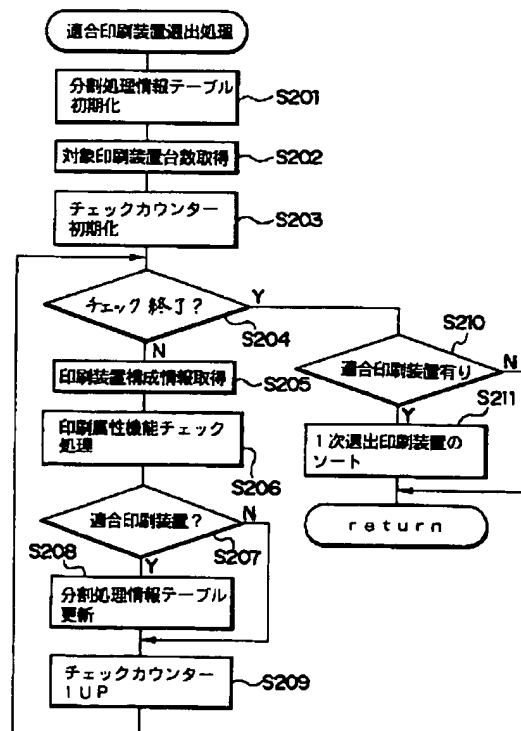 適合印刷装置選出処理
分割処理情報テーブル
初期化
S201
対象印刷装置台数取得
S202
チェックカウンター
初期化
S203
チェック終了?
Y
N
S204
印刷装置構成情報取得
S205
印刷属性機能チェック
処理
S206
適合印刷装置?
N
Y
S207
S208
分割処理情報テーブル
更新
チェックカウンター
1UP
S209
S210
適合印刷装置有り
N
Y
S211
1次選出印刷装置の
ソート
return